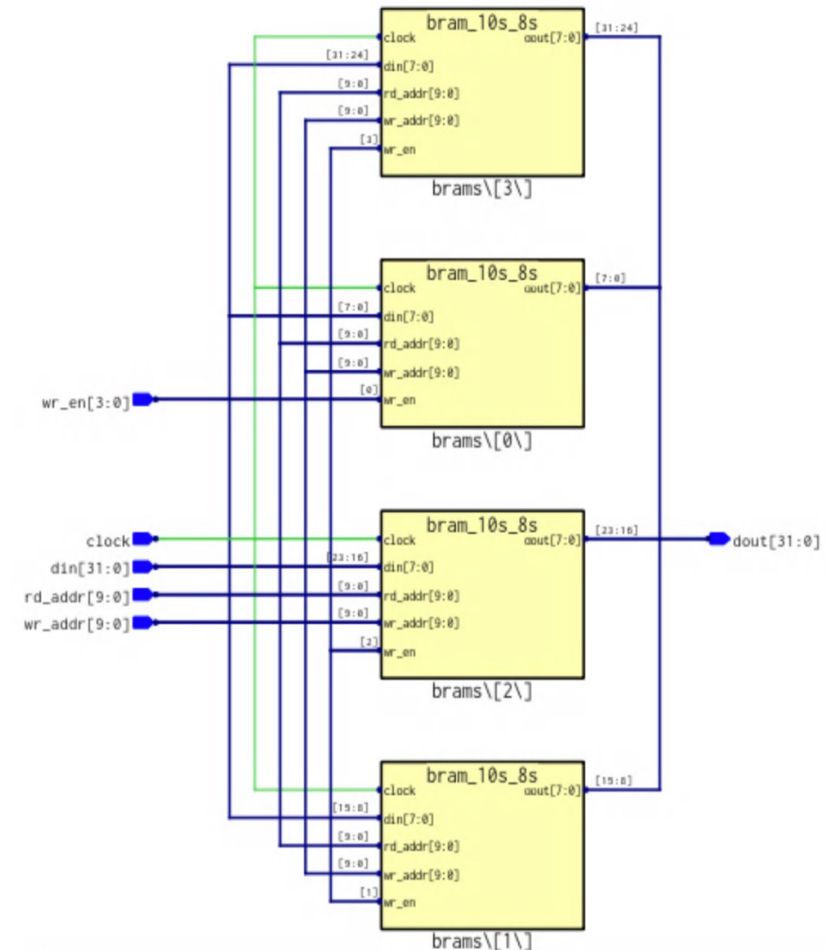 bram_10s_8s
clock
dout[7:0]
[31:24]
[31:24]
din[7:0]
[9:0]
rd_addr[9:0]
[9:0]
wr_addr[9:0]
[3]
wr_en
brams\[3\]
bram_10s_8s
clock
dout[7:0]
[7:0]
[7:0]
din[7:0]
[9:0]
rd_addr[9:0]
[9:0]
wr_addr[9:0]
wr_en[3:0]
[0]
wr_en
brams\[0\]
bram_10s_8s
clock
clock
dout[7:0]
[23:16]
dout[31:0]
din[31:0]
[23:16]
din[7:0]
rd_addr[9:0]
[9:0]
rd_addr[9:0]
wr_addr[9:0]
[9:0]
wr_addr[9:0]
[2]
wr_en
brams\[2\]
bram_10s_8s
clock
dout[7:0]
[15:8]
[15:8]
din[7:0]
[9:0]
rd_addr[9:0]
[9:0]
wr_addr[9:0]
[1]
wr_en
brams\[1\]